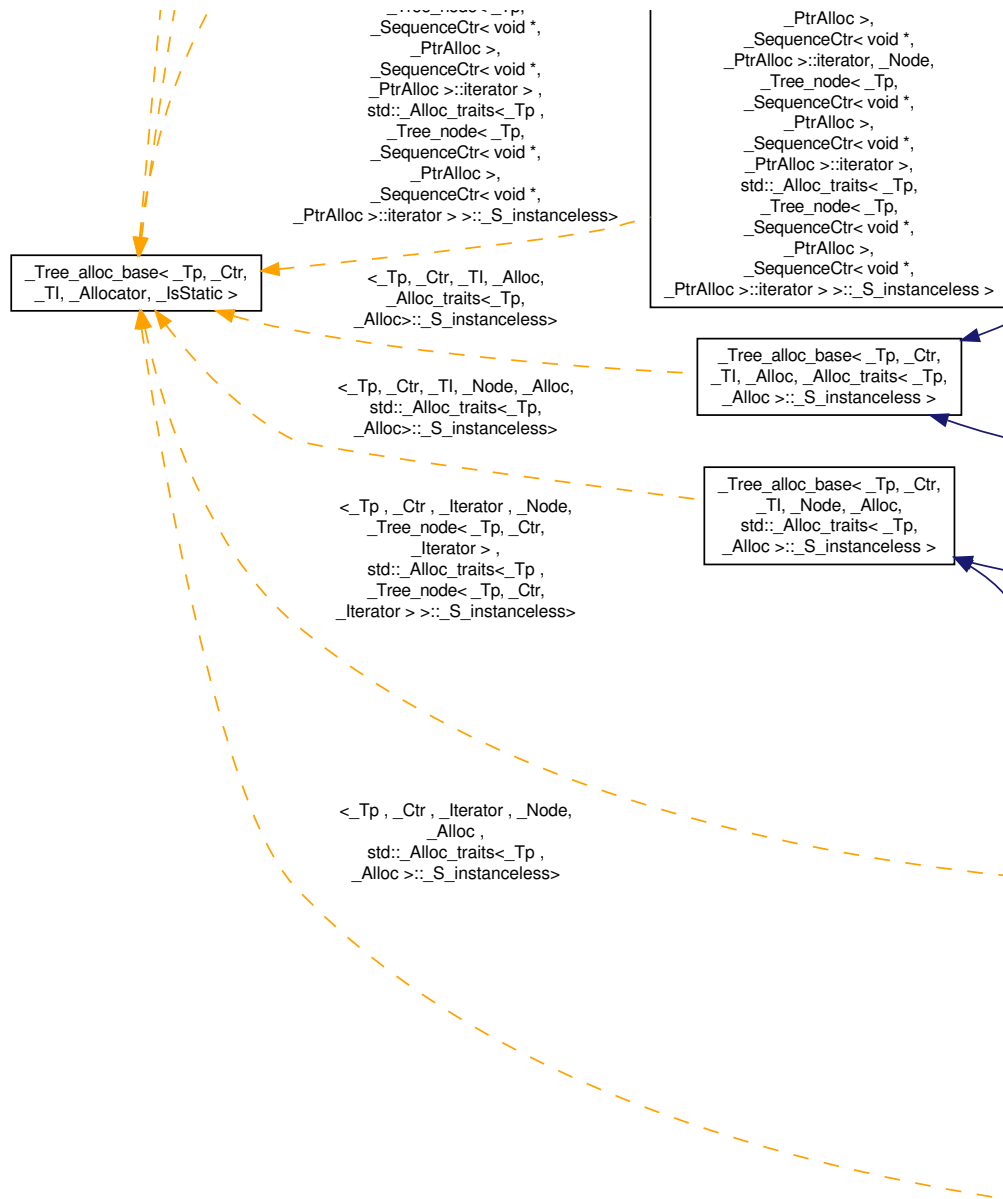 _Tree_node< _Tp,
_SequenceCtr< void *,
_PtrAlloc >,
_SequenceCtr< void *,
_PtrAlloc >::iterator > ,
std::_Alloc_traits<_Tp ,
_Tree_node< _Tp,
_SequenceCtr< void *,
_PtrAlloc >,
_SequenceCtr< void *,
_PtrAlloc >::iterator > >::_S_instanceless>
_PtrAlloc >,
_SequenceCtr< void *,
_PtrAlloc >::iterator, _Node,
_Tree_node< _Tp,
_SequenceCtr< void *,
_PtrAlloc >,
_SequenceCtr< void *,
_PtrAlloc >::iterator >,
std::_Alloc_traits< _Tp,
_Tree_node< _Tp,
_SequenceCtr< void *,
_PtrAlloc >,
_SequenceCtr< void *,
_PtrAlloc >::iterator > >::_S_instanceless >
_Tree_alloc_base< _Tp, _Ctr,
_TI, _Allocator, _IsStatic >
<_Tp, _Ctr, _TI, _Alloc,
_Alloc_traits<_Tp,
_Alloc>::_S_instanceless>
_Tree_alloc_base< _Tp, _Ctr,
_TI, _Alloc, _Alloc_traits< _Tp,
_Alloc >::_S_instanceless >
<_Tp, _Ctr, _TI, _Node, _Alloc,
std::_Alloc_traits<_Tp,
_Alloc>::_S_instanceless>
_Tree_alloc_base< _Tp, _Ctr,
_TI, _Node, _Alloc,
std::_Alloc_traits< _Tp,
_Alloc >::_S_instanceless >
<_Tp , _Ctr , _Iterator , _Node,
_Tree_node< _Tp, _Ctr,
_Iterator > ,
std::_Alloc_traits<_Tp ,
_Tree_node< _Tp, _Ctr,
_Iterator > >::_S_instanceless>
<_Tp , _Ctr , _Iterator , _Node,
_Alloc ,
std::_Alloc_traits<_Tp ,
_Alloc >::_S_instanceless>